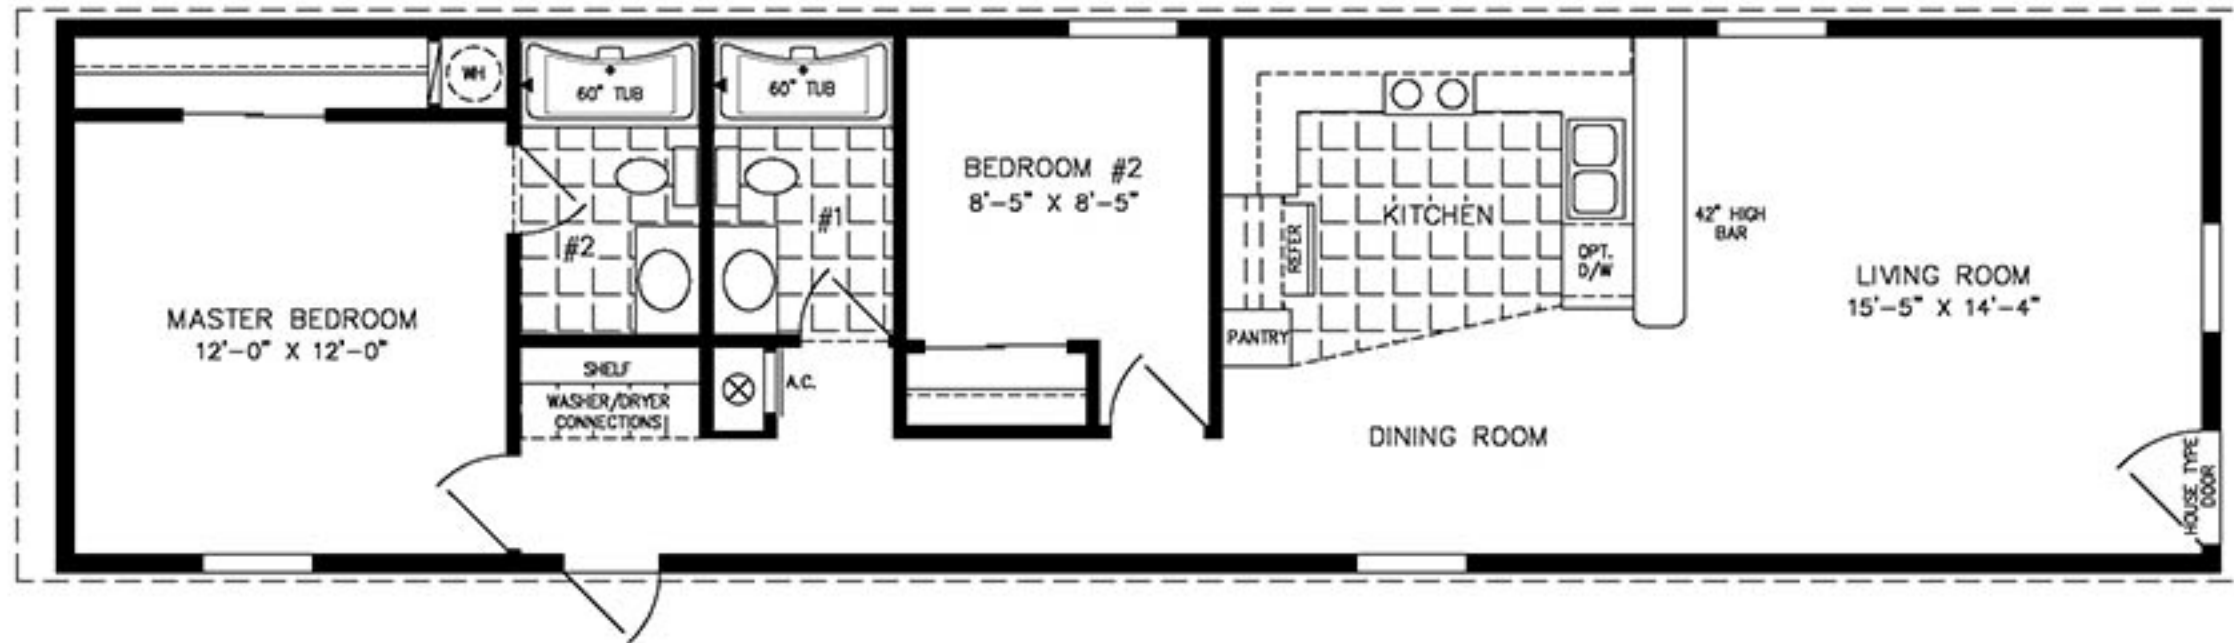 WH
60" TUB
60" TUB
BEDROOM #2
8'-5" X 8'-5"
#2
#1
KITCHEN
REFER
OPT.
D/W
42" HIGH
BAR
LIVING ROOM
15'-5" X 14'-4"
MASTER BEDROOM
12'-0" X 12'-0"
PANTRY
SHELF
A.C.
WASHER/DRYER
CONNECTIONS
DINING ROOM
HOUSE TYPE
DOOR